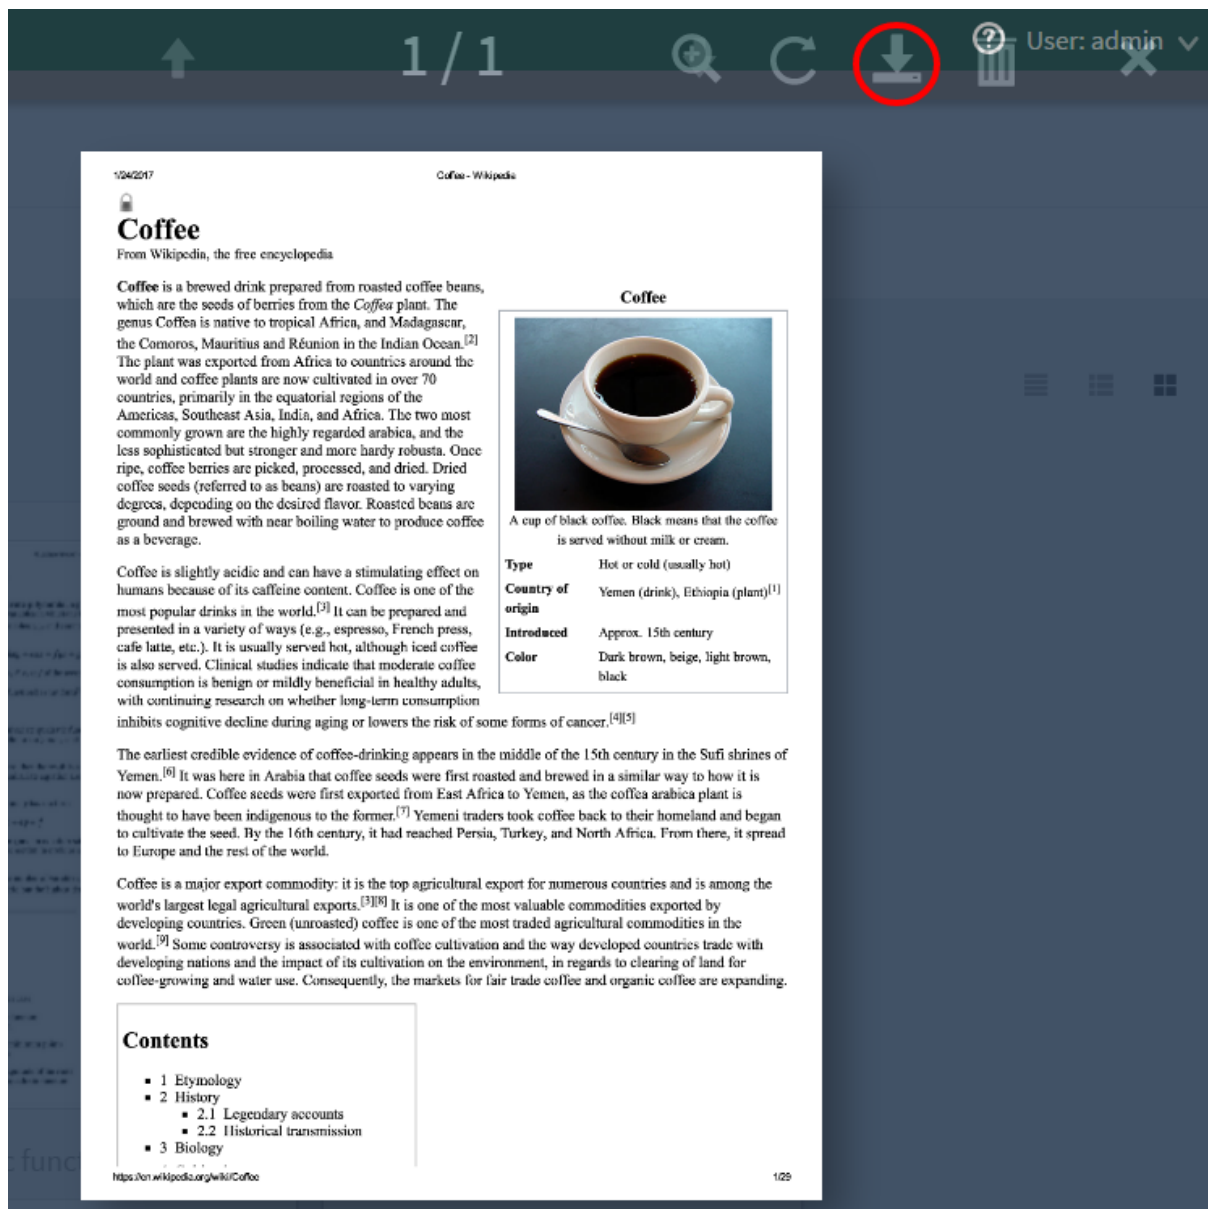 1 / 1
User: admin
1/24/2017
Coffee - Wikipedia
Coffee
From Wikipedia, the free encyclopedia
Coffee is a brewed drink prepared from roasted coffee beans,
which are the seeds of berries from the Coffea plant. The
genus Coffea is native to tropical Africa, and Madagascar,
the Comoros, Mauritius and Réunion in the Indian Ocean.[2]
The plant was exported from Africa to countries around the
world and coffee plants are now cultivated in over 70
countries, primarily in the equatorial regions of the
Americas, Southeast Asia, India, and Africa. The two most
commonly grown are the highly regarded arabica, and the
less sophisticated but stronger and more hardy robusta. Once
ripe, coffee berries are picked, processed, and dried. Dried
coffee seeds (referred to as beans) are roasted to varying
degrees, depending on the desired flavor. Roasted beans are
ground and brewed with near boiling water to produce coffee
as a beverage.
Coffee
A cup of black coffee. Black means that the coffee
is served without milk or cream.
Type Hot or cold (usually hot)
Country of origin Yemen (drink), Ethiopia (plant)[1]
Introduced Approx. 15th century
Color Dark brown, beige, light brown,
black
Coffee is slightly acidic and can have a stimulating effect on
humans because of its caffeine content. Coffee is one of the
most popular drinks in the world.[3] It can be prepared and
presented in a variety of ways (e.g., espresso, French press,
cafe latte, etc.). It is usually served hot, although iced coffee
is also served. Clinical studies indicate that moderate coffee
consumption is benign or mildly beneficial in healthy adults,
with continuing research on whether long-term consumption
inhibits cognitive decline during aging or lowers the risk of some forms of cancer.[4][5]
The earliest credible evidence of coffee-drinking appears in the middle of the 15th century in the Sufi shrines of
Yemen.[6] It was here in Arabia that coffee seeds were first roasted and brewed in a similar way to how it is
now prepared. Coffee seeds were first exported from East Africa to Yemen, as the coffea arabica plant is
thought to have been indigenous to the former.[7] Yemeni traders took coffee back to their homeland and began
to cultivate the seed. By the 16th century, it had reached Persia, Turkey, and North Africa. From there, it spread
to Europe and the rest of the world.
Coffee is a major export commodity: it is the top agricultural export for numerous countries and is among the
world's largest legal agricultural exports.[3][8] It is one of the most valuable commodities exported by
developing countries. Green (unroasted) coffee is one of the most traded agricultural commodities in the
world.[9] Some controversy is associated with coffee cultivation and the way developed countries trade with
developing nations and the impact of its cultivation on the environment, in regards to clearing of land for
coffee-growing and water use. Consequently, the markets for fair trade coffee and organic coffee are expanding.
Contents
1 Etymology
2 History
2.1 Legendary accounts
2.2 Historical transmission
3 Biology
https://en.wikipedia.org/wiki/Coffee
1/29